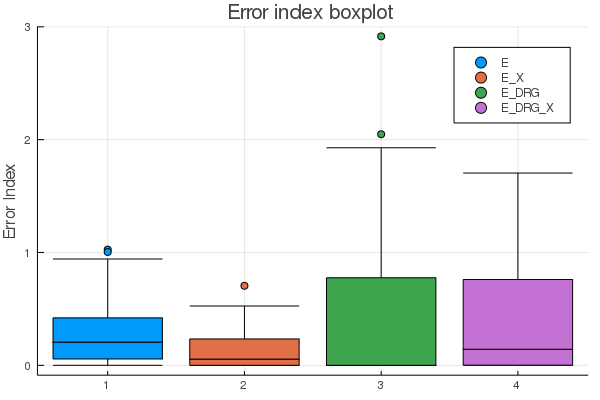 Error index boxplot
3
2
1
0
Error Index
E
E_X
E_DRG
E_DRG_X
1
2
3
4